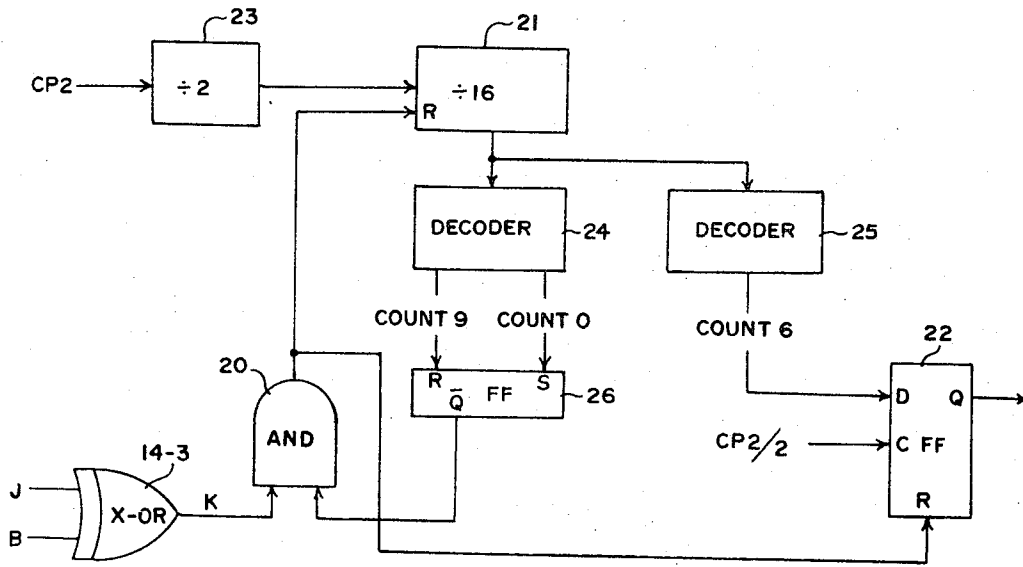 23
21
CP2
÷2
÷16
R
DECODER
24
DECODER
25
COUNT 9
COUNT 0
COUNT 6
22
20
R
S
Q̅
FF
26
D
Q
AND
CP2/2
C
FF
14-3
J
X-OR
K
R
B